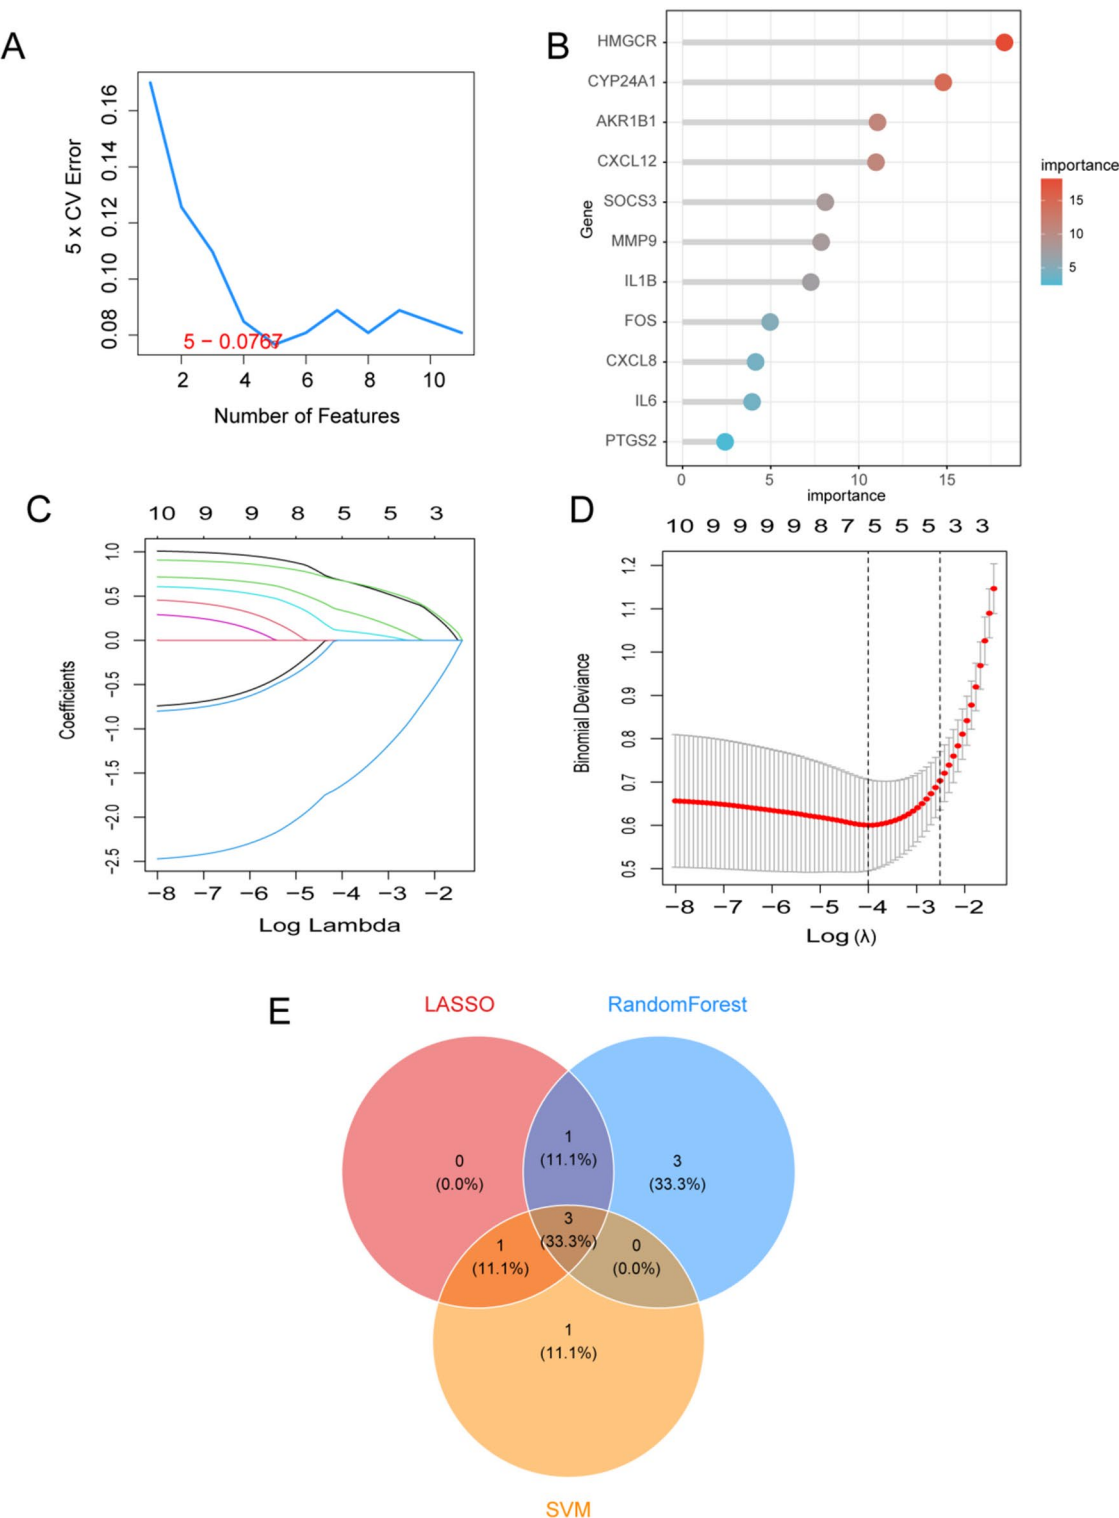 A
5 x CV Error
0.16
0.14
0.12
0.10
0.08
5 − 0.0767
2 4 6 8 10
Number of Features
B
Gene
HMGCR
CYP24A1
AKR1B1
CXCL12
SOCS3
MMP9
IL1B
FOS
CXCL8
IL6
PTGS2
0 5 10 15
importance
importance
15
10
5
C
10 9 9 8 5 5 3
Coefficients
1.0
0.5
0.0
−0.5
−1.0
−1.5
−2.0
−2.5
−8 −7 −6 −5 −4 −3 −2
Log Lambda
D
10 9 9 9 9 8 7 5 5 5 3 3
Binomial Deviance
1.2
1.1
1.0
0.9
0.8
0.7
0.6
0.5
−8 −7 −6 −5 −4 −3 −2
Log (λ)
E
LASSO RandomForest
1
(11.1%)
0
(0.0%)
3
(33.3%)
3
(33.3%)
1
(11.1%)
0
(0.0%)
1
(11.1%)
SVM